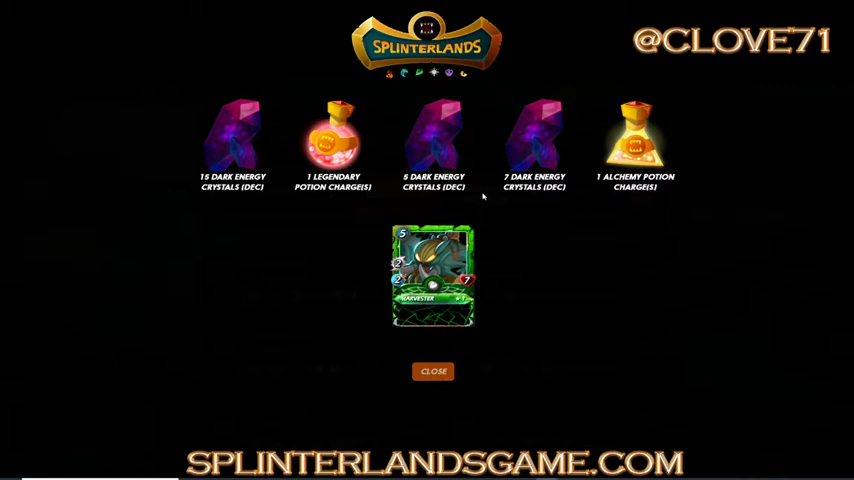 SPLINTERLANDS
@CLOVE71
15 DARK ENERGY
CRYSTALS (DEC)
1 LEGENDARY
POTION CHARGE(S)
5 DARK ENERGY
CRYSTALS (DEC)
7 DARK ENERGY
CRYSTALS (DEC)
1 ALCHEMY POTION
CHARGE(S)
5
2
2
7
HARVESTER ★ 1
CLOSE
SPLINTERLANDSGAME.COM